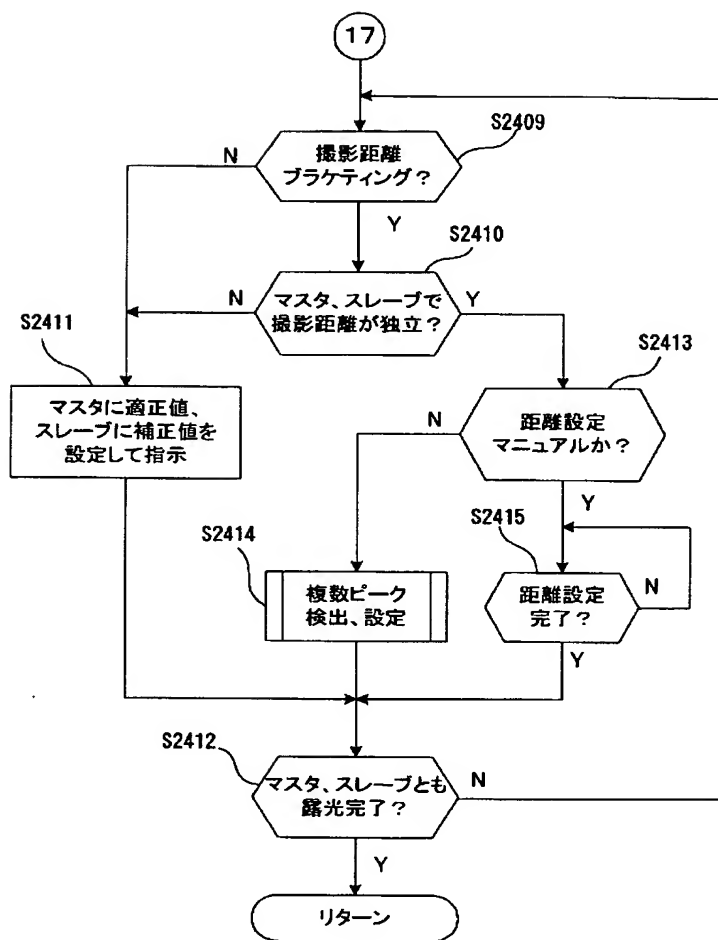 17
S2409
撮影距離
ブラケティング？
N
Y
S2410
マスタ、スレーブで
撮影距離が独立？
N
Y
S2411
マスタに適正値、
スレーブに補正値を
設定して指示
S2413
距離設定
マニュアルか？
N
Y
S2414
複数ピーク
検出、設定
S2415
距離設定
完了？
N
Y
S2412
マスタ、スレーブとも
露光完了？
N
Y
リターン